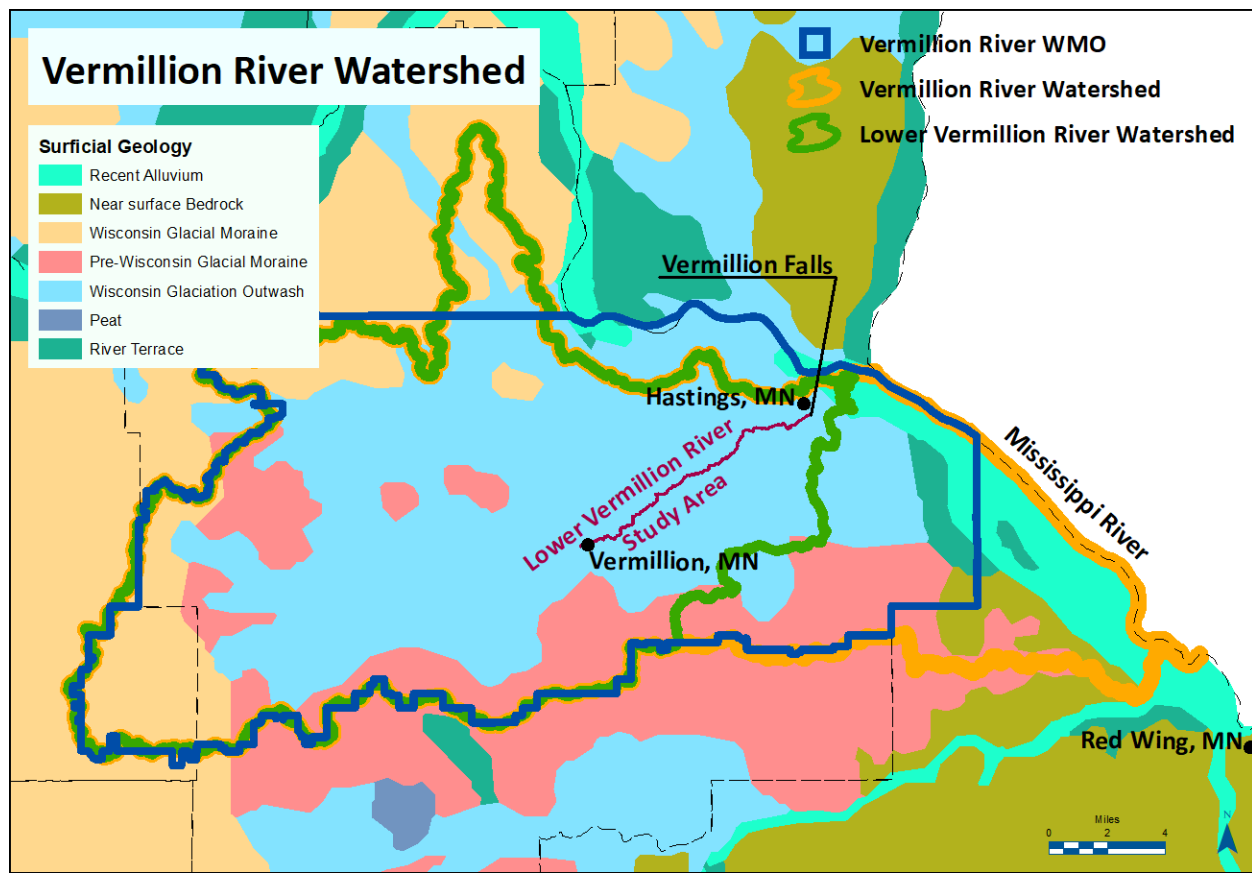 Vermillion River Watershed
Vermillion River WMO
Vermillion River Watershed
Lower Vermillion River Watershed
Surficial Geology
Recent Alluvium
Near surface Bedrock
Wisconsin Glacial Moraine
Pre-Wisconsin Glacial Moraine
Wisconsin Glaciation Outwash
Peat
River Terrace
Vermillion Falls
Hastings, MN
Lower Vermillion River
Study Area
Vermillion, MN
Mississippi River
Red Wing, MN
Miles
0 2 4
N